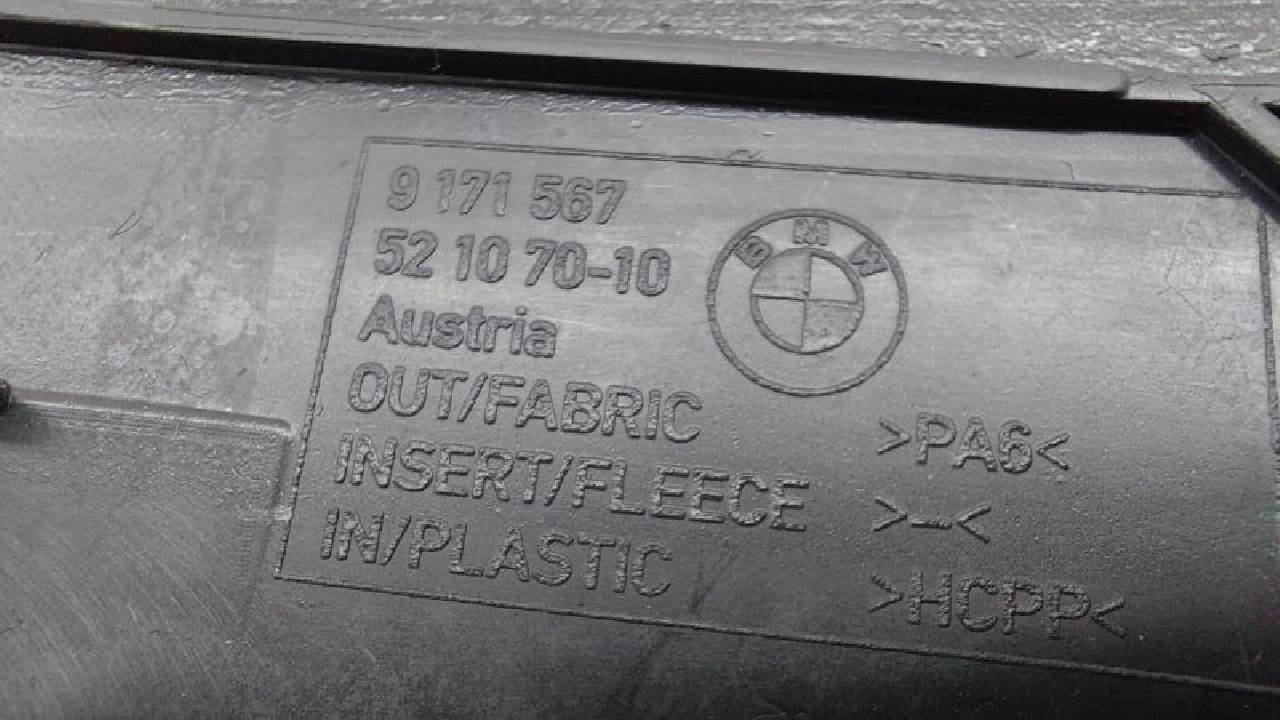 9 171 567
52 10 70-10
BMW
Austria
OUT/FABRIC >PA6<
INSERT/FLEECE >-<
IN/PLASTIC >HCPP<